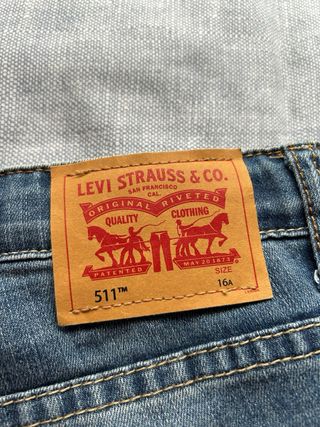 LEVI STRAUSS & CO.
SAN FRANCISCO
CAL.
ORIGINAL RIVETED
QUALITY CLOTHING
PATENTED MAY 20 1873
SIZE
511™ 16A